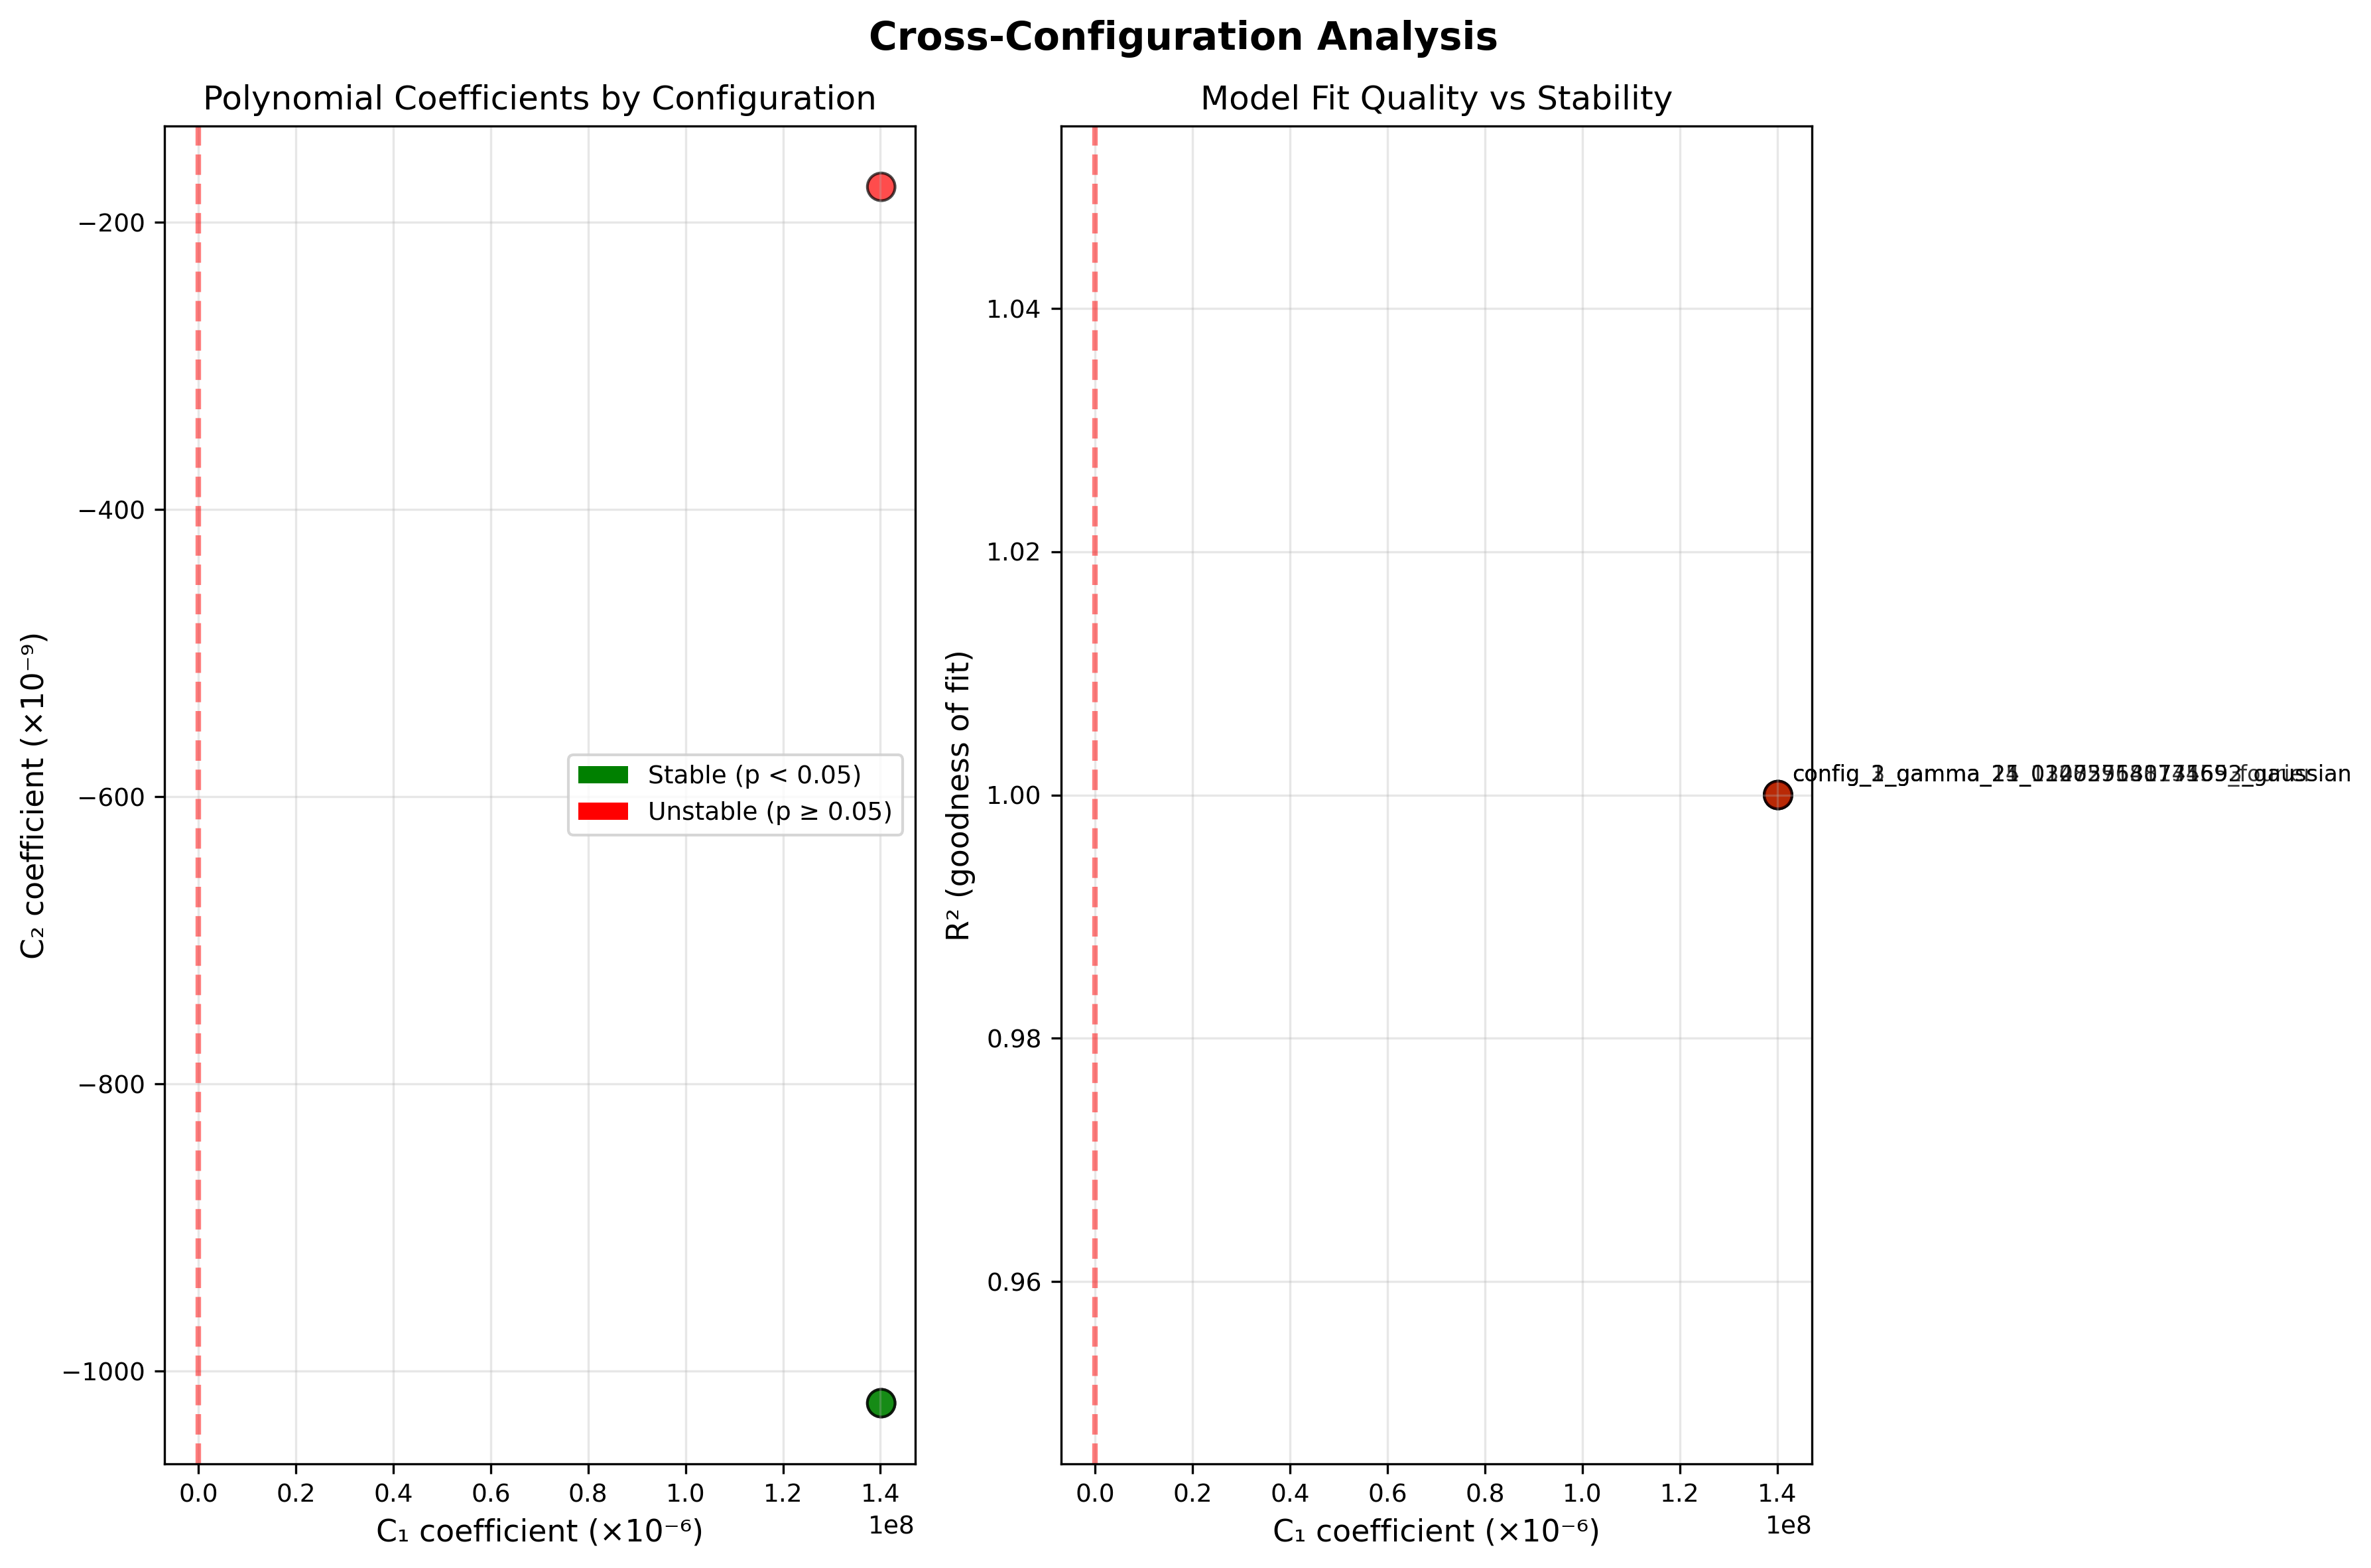 Cross-Configuration Analysis
Polynomial Coefficients by Configuration
C₂ coefficient (×10⁻⁹)
−200
−400
−600
−800
−1000
Stable (p < 0.05)
Unstable (p ≥ 0.05)
0.0 0.2 0.4 0.6 0.8 1.0 1.2 1.4
1e8
C₁ coefficient (×10⁻⁶)
Model Fit Quality vs Stability
R² (goodness of fit)
1.04
1.02
1.00
0.98
0.96
0.0 0.2 0.4 0.6 0.8 1.0 1.2 1.4
1e8
C₁ coefficient (×10⁻⁶)